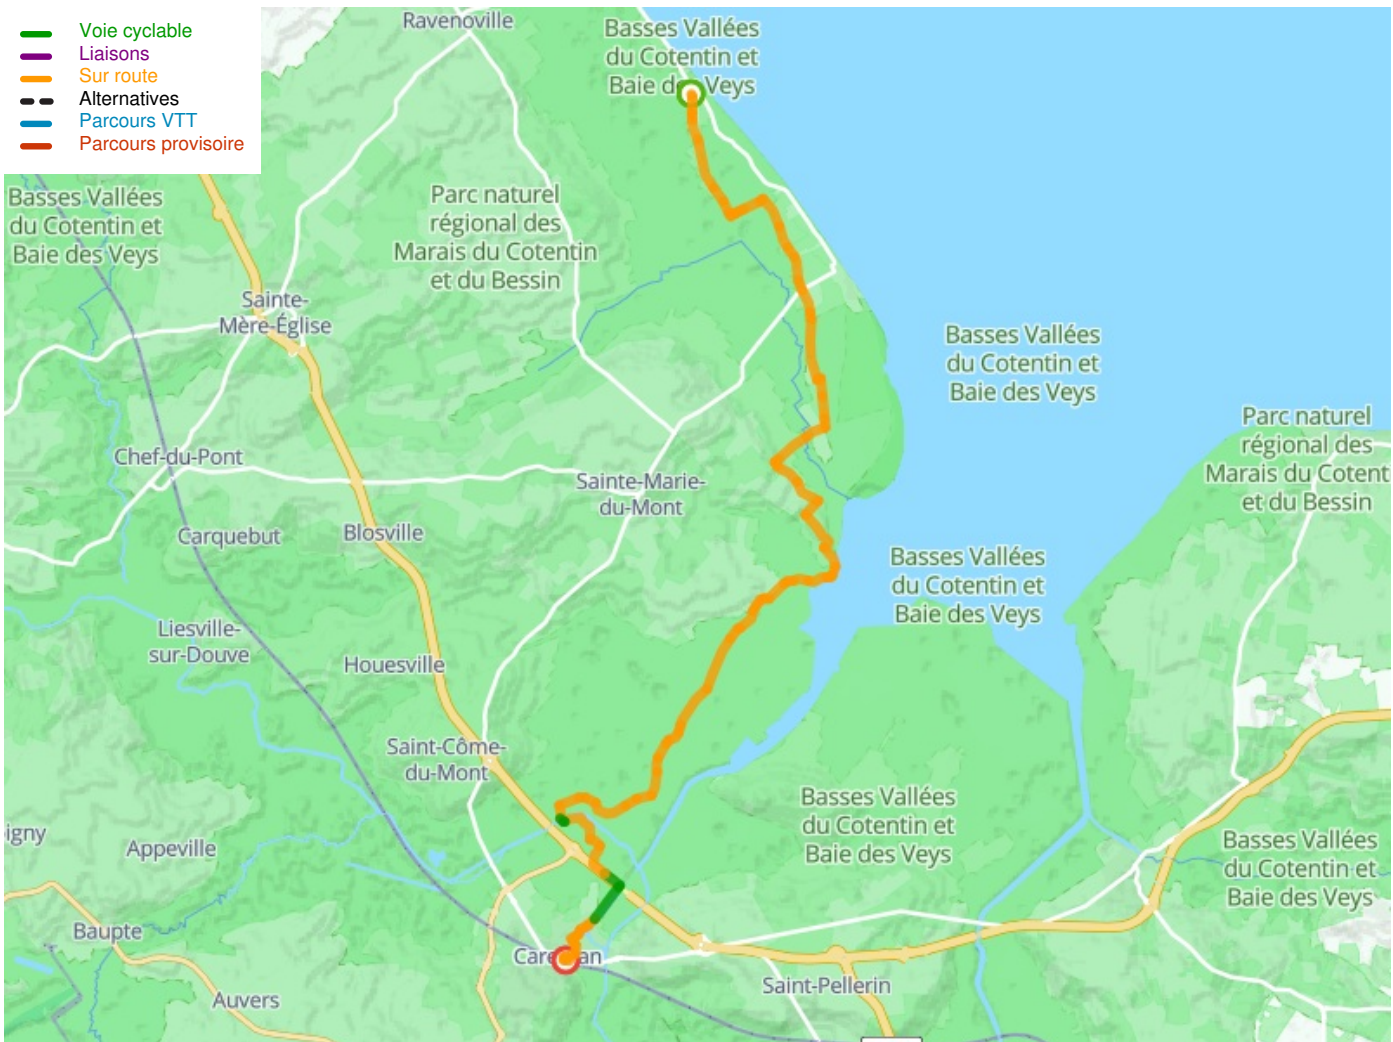 Voie cyclable
Liaisons
Sur route
Alternatives
Parcours VTT
Parcours provisoire
Ravenoville
Basses Vallées
du Cotentin et
Baie des Veys
Basses Vallées
du Cotentin et
Baie des Veys
Parc naturel
régional des
Marais du Cotentin
et du Bessin
Sainte-
Mère-Église
Basses Vallées
du Cotentin et
Baie des Veys
Parc naturel
régional des
Marais du Cotent
et du Bessin
Chef-du-Pont
Sainte-Marie-
du-Mont
Carquebut
Blosville
Basses Vallées
du Cotentin et
Baie des Veys
Liesville-
sur-Douve
Houesville
Saint-Côme-
du-Mont
Basses Vallées
du Cotentin et
Baie des Veys
igny
Appeville
Basses Vallées
du Cotentin et
Baie des Veys
Baupte
Carentan
Saint-Pellerin
Auvers